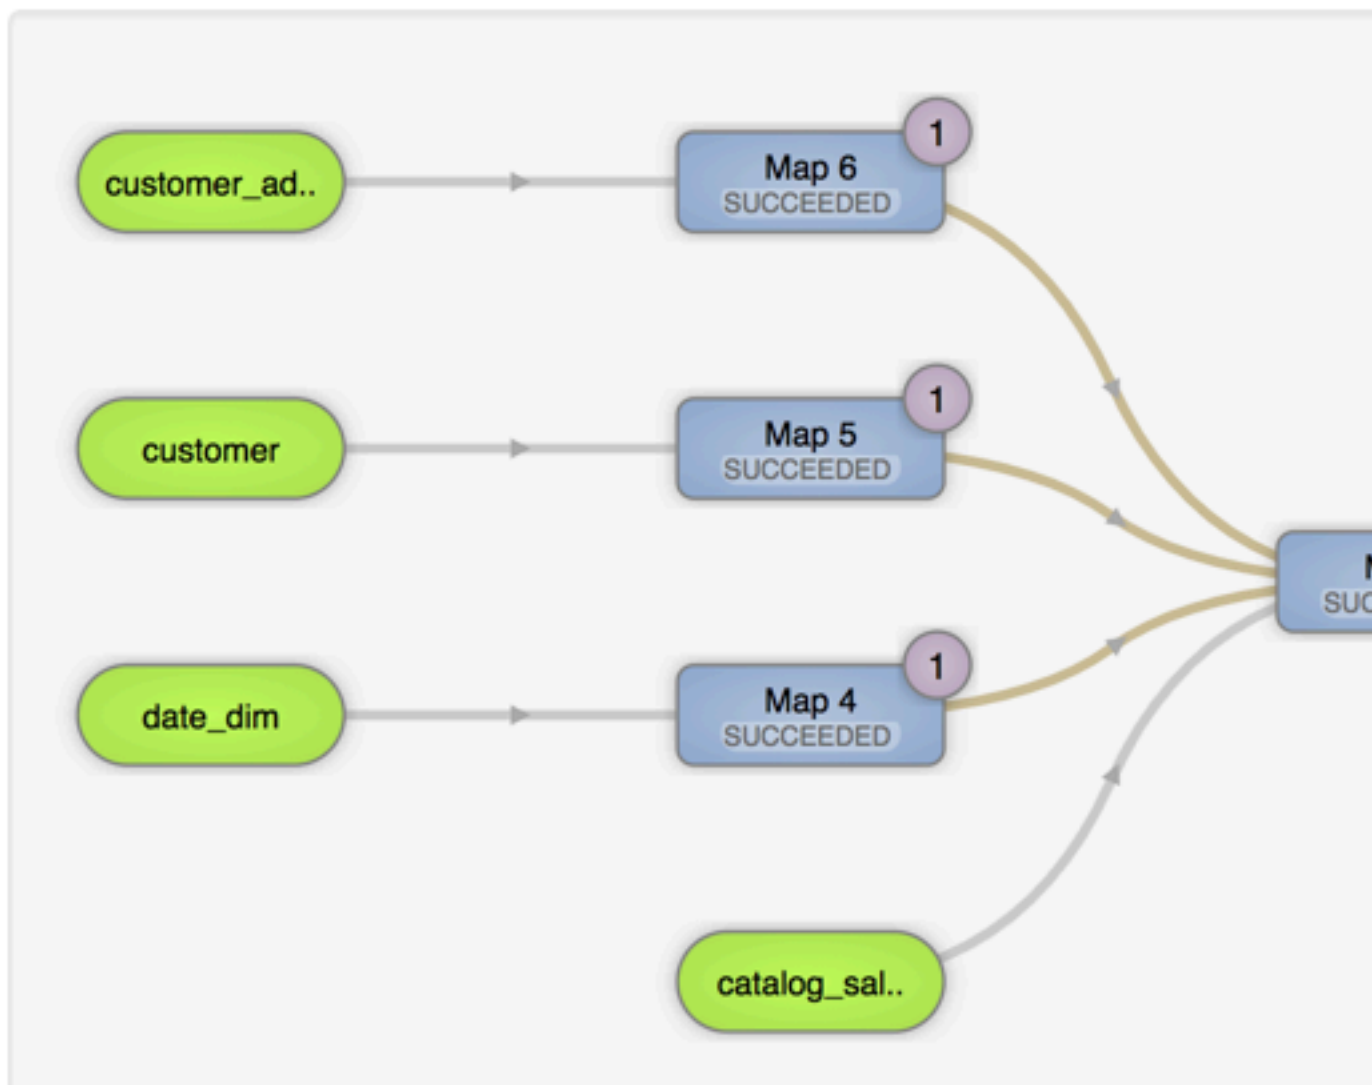 1
customer_ad..
Map 6
SUCCEEDED
1
customer
Map 5
SUCCEEDED
1
date_dim
Map 4
SUCCEEDED
catalog_sal..